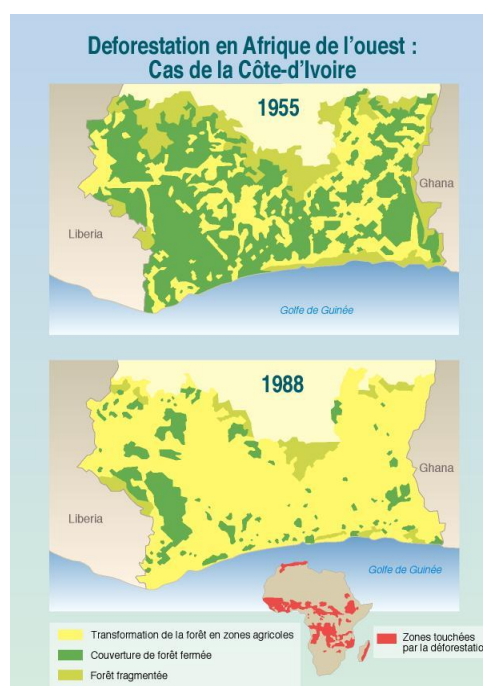 Deforestation en Afrique de l'ouest :
Cas de la Côte-d'Ivoire
1955
Ghana
Liberia
Golfe de Guinée
1988
Ghana
Liberia
Golfe de Guinée
Transformation de la forêt en zones agricoles
Couverture de forêt fermée
Forêt fragmentée
Zones touchées
par la déforestatio